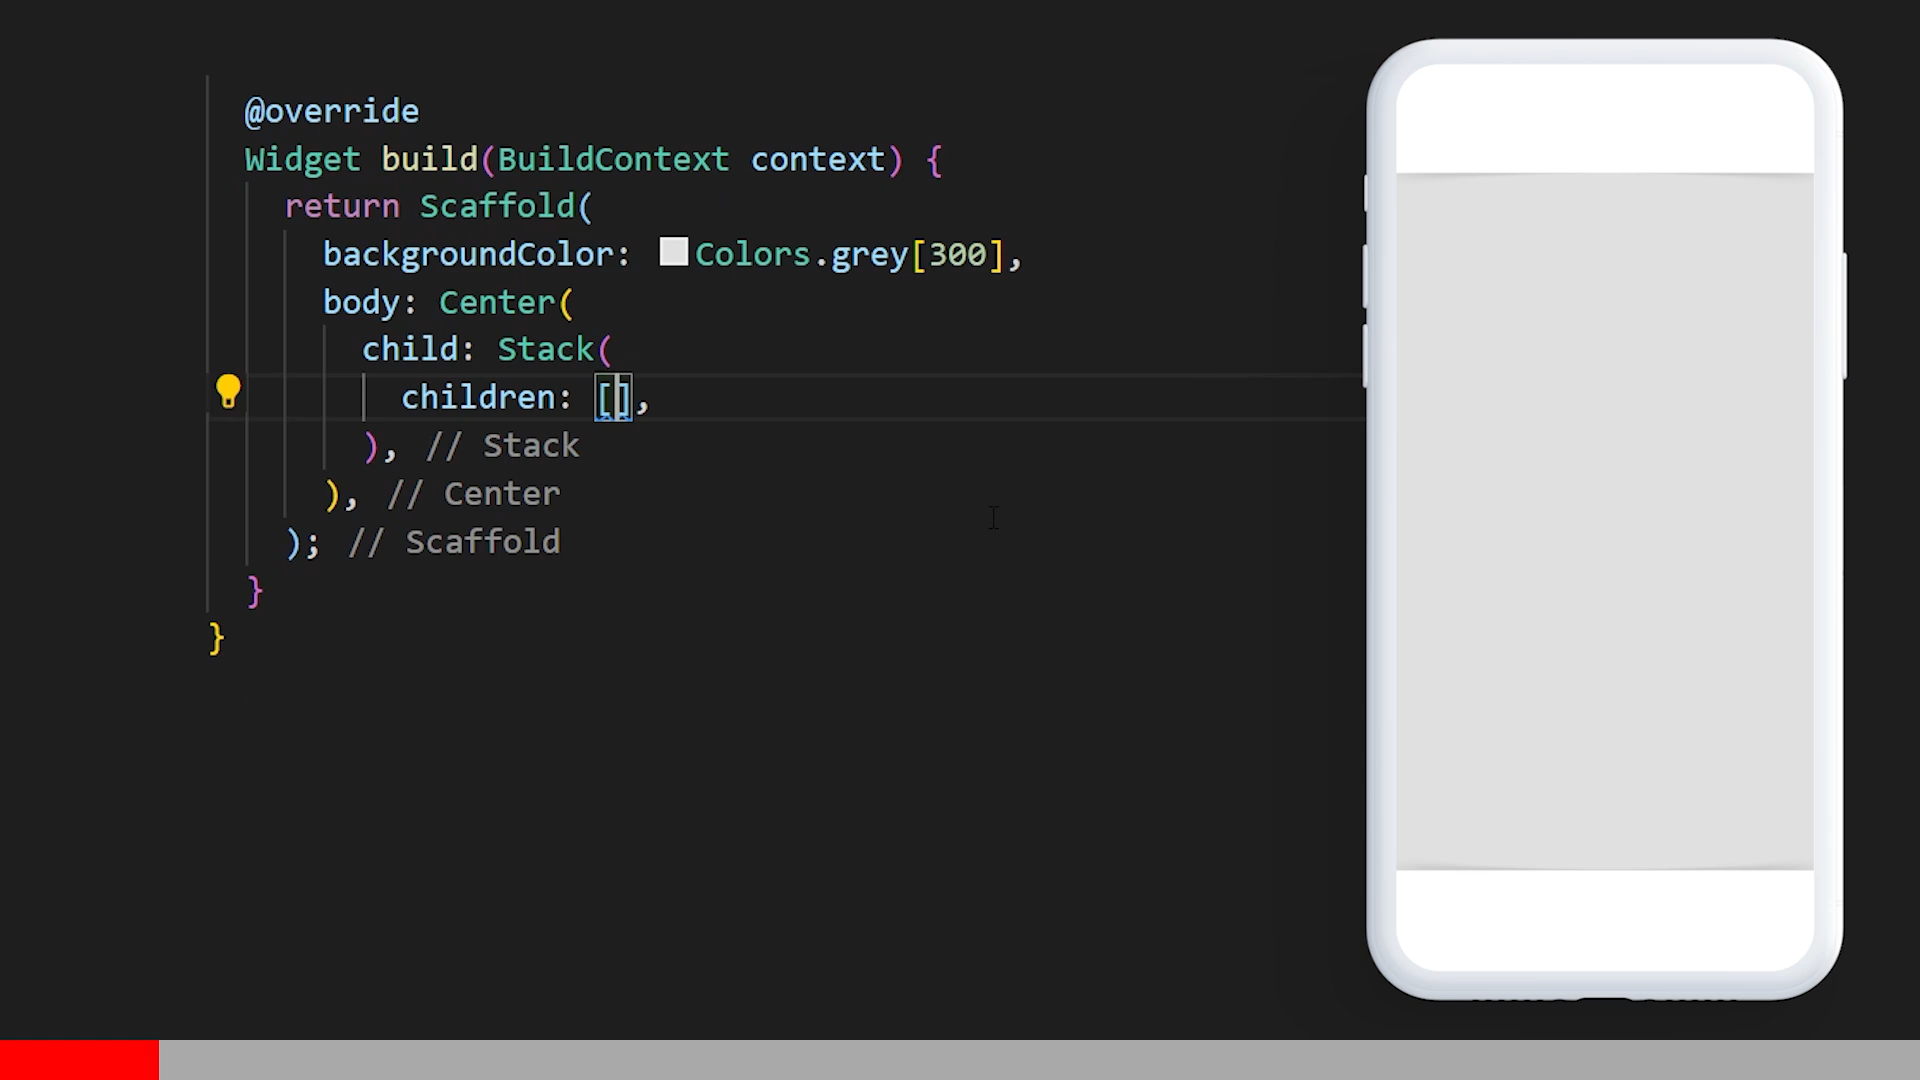 @override
Widget build(BuildContext context) {
return Scaffold(
backgroundColor: Colors.grey[300],
body: Center(
child: Stack(
children: [],
), // Stack
), // Center
); // Scaffold
}
}